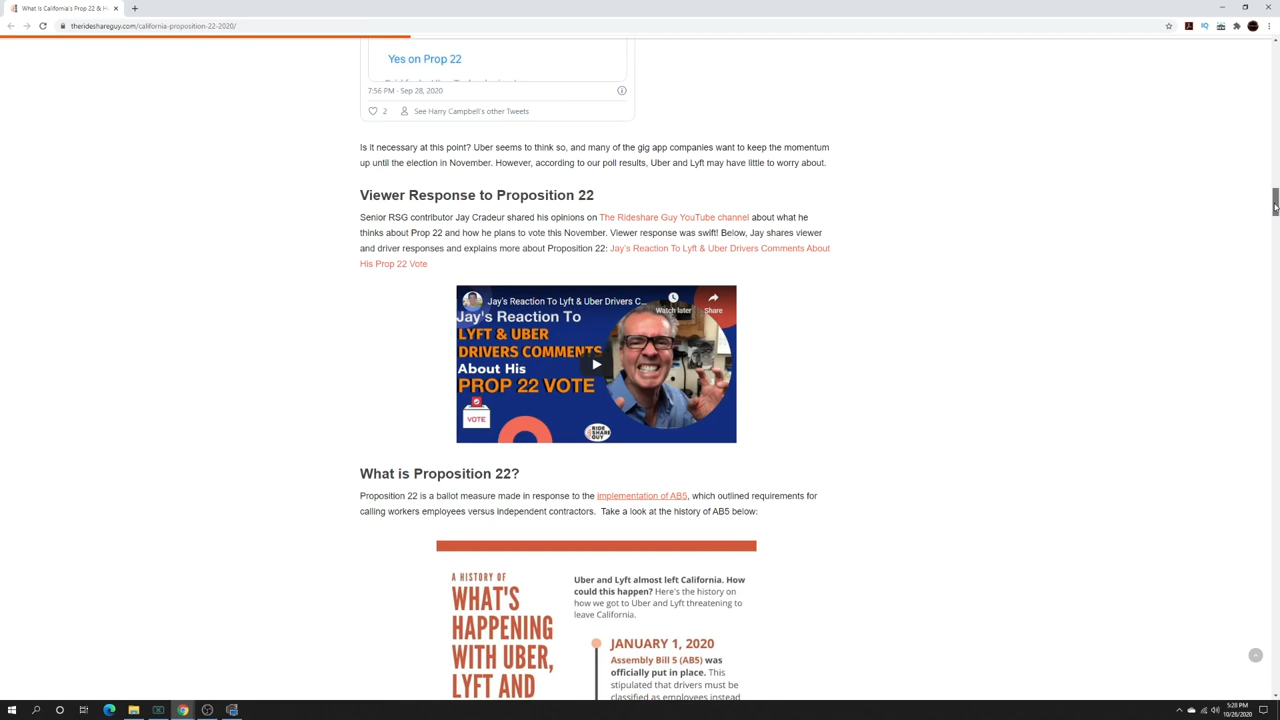 What Is California's Prop 22 & H
therideshareguy.com/california-proposition-22-2020/
Yes on Prop 22
7:56 PM · Sep 28, 2020
2 See Harry Campbell's other Tweets
Is it necessary at this point? Uber seems to think so, and many of the gig app companies want to keep the momentum
up until the election in November. However, according to our poll results, Uber and Lyft may have little to worry about.
Viewer Response to Proposition 22
Senior RSG contributor Jay Cradeur shared his opinions on The Rideshare Guy YouTube channel about what he
thinks about Prop 22 and how he plans to vote this November. Viewer response was swift! Below, Jay shares viewer
and driver responses and explains more about Proposition 22: Jay's Reaction To Lyft & Uber Drivers Comments About
His Prop 22 Vote
Jay's Reaction To Lyft & Uber Drivers C...
Watch later
Share
Jay's Reaction To
LYFT & UBER
DRIVERS COMMENTS
About His
PROP 22 VOTE
VOTE
RIDE
SHARE
GUY
What is Proposition 22?
Proposition 22 is a ballot measure made in response to the implementation of AB5, which outlined requirements for
calling workers employees versus independent contractors. Take a look at the history of AB5 below:
A HISTORY OF
WHAT'S
HAPPENING
WITH UBER,
LYFT AND
Uber and Lyft almost left California. How
could this happen? Here's the history on
how we got to Uber and Lyft threatening to
leave California.
JANUARY 1, 2020
Assembly Bill 5 (AB5) was
officially put in place. This
stipulated that drivers must be
classified as employees instead
5:28 PM
10/26/2020